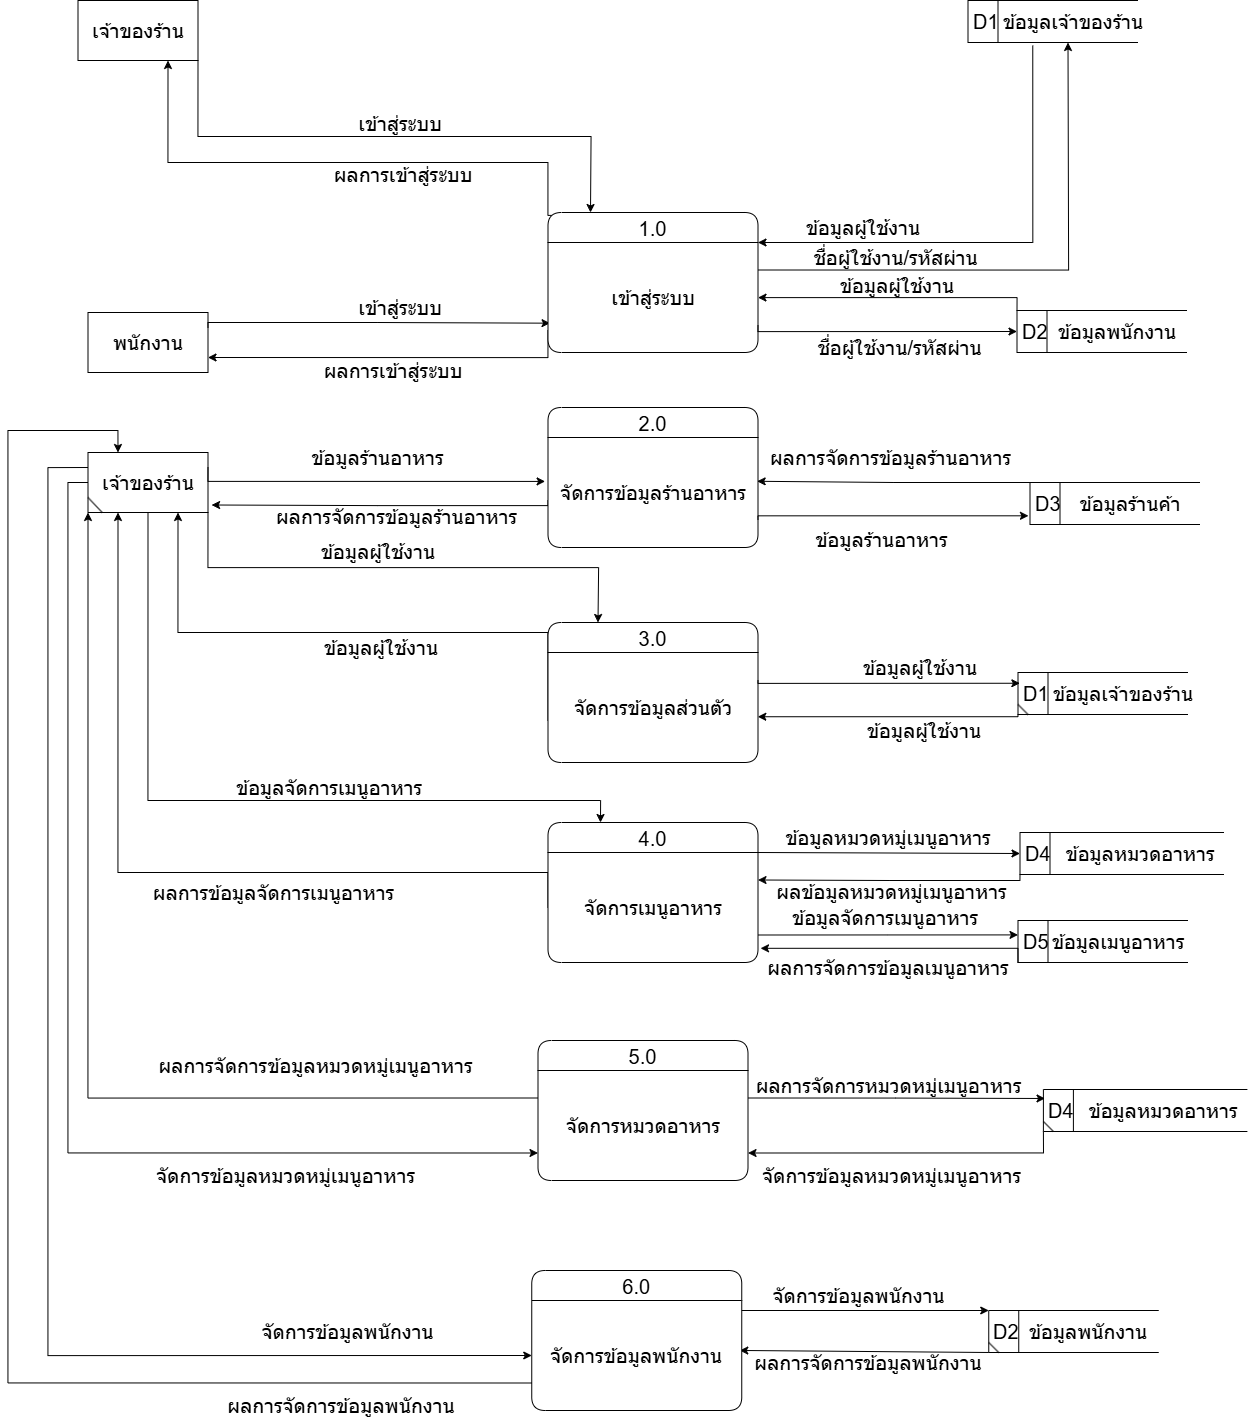 เจ้าของร้าน
D1 ข้อมูลเจ้าของร้าน
เข้าสู่ระบบ
ผลการเข้าสู่ระบบ
1.0
เข้าสู่ระบบ
ข้อมูลผู้ใช้งาน
ชื่อผู้ใช้งาน/รหัสผ่าน
ข้อมูลผู้ใช้งาน
ชื่อผู้ใช้งาน/รหัสผ่าน
D2 ข้อมูลพนักงาน
เข้าสู่ระบบ
พนักงาน
ผลการเข้าสู่ระบบ
2.0
จัดการข้อมูลร้านอาหาร
เจ้าของร้าน
ข้อมูลร้านอาหาร
ผลการจัดการข้อมูลร้านอาหาร
ผลการจัดการข้อมูลร้านอาหาร
D3 ข้อมูลร้านค้า
ข้อมูลร้านอาหาร
ข้อมูลผู้ใช้งาน
ข้อมูลผู้ใช้งาน
3.0
จัดการข้อมูลส่วนตัว
ข้อมูลผู้ใช้งาน
D1 ข้อมูลเจ้าของร้าน
ข้อมูลผู้ใช้งาน
ข้อมูลจัดการเมนูอาหาร
ผลการข้อมูลจัดการเมนูอาหาร
4.0
จัดการเมนูอาหาร
ข้อมูลหมวดหมู่เมนูอาหาร
D4 ข้อมูลหมวดอาหาร
ผลข้อมูลหมวดหมู่เมนูอาหาร
ข้อมูลจัดการเมนูอาหาร
D5 ข้อมูลเมนูอาหาร
ผลการจัดการข้อมูลเมนูอาหาร
ผลการจัดการข้อมูลหมวดหมู่เมนูอาหาร
5.0
จัดการหมวดอาหาร
ผลการจัดการหมวดหมู่เมนูอาหาร
D4 ข้อมูลหมวดอาหาร
จัดการข้อมูลหมวดหมู่เมนูอาหาร
จัดการข้อมูลหมวดหมู่เมนูอาหาร
6.0
จัดการข้อมูลพนักงาน
จัดการข้อมูลพนักงาน
D2 ข้อมูลพนักงาน
จัดการข้อมูลพนักงาน
ผลการจัดการข้อมูลพนักงาน
ผลการจัดการข้อมูลพนักงาน